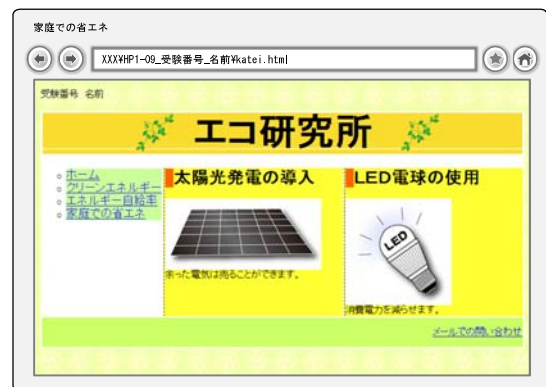 家庭での省エネ
XXX¥HP1-09_受験番号_名前¥katei.html
受験番号 名前
エコ研究所
ホーム
クリーンエネルギー
エネルギー自給率
家庭での省エネ
太陽光発電の導入
余った電気は売ることができます。
LED電球の使用
LED
消費電力を減らせます。
メールでの問い合わせ